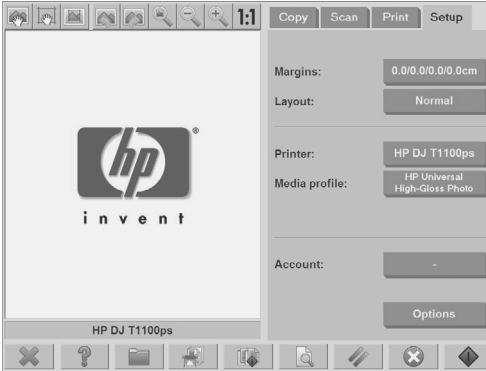 1:1
Copy Scan Print Setup
Margins: 0.0/0.0/0.0/0.0cm
Layout: Normal
Printer: HP DJ T1100ps
Media profile: HP Universal
High-Gloss Photo
Account: -
Options
hp ®
invent
HP DJ T1100ps
?